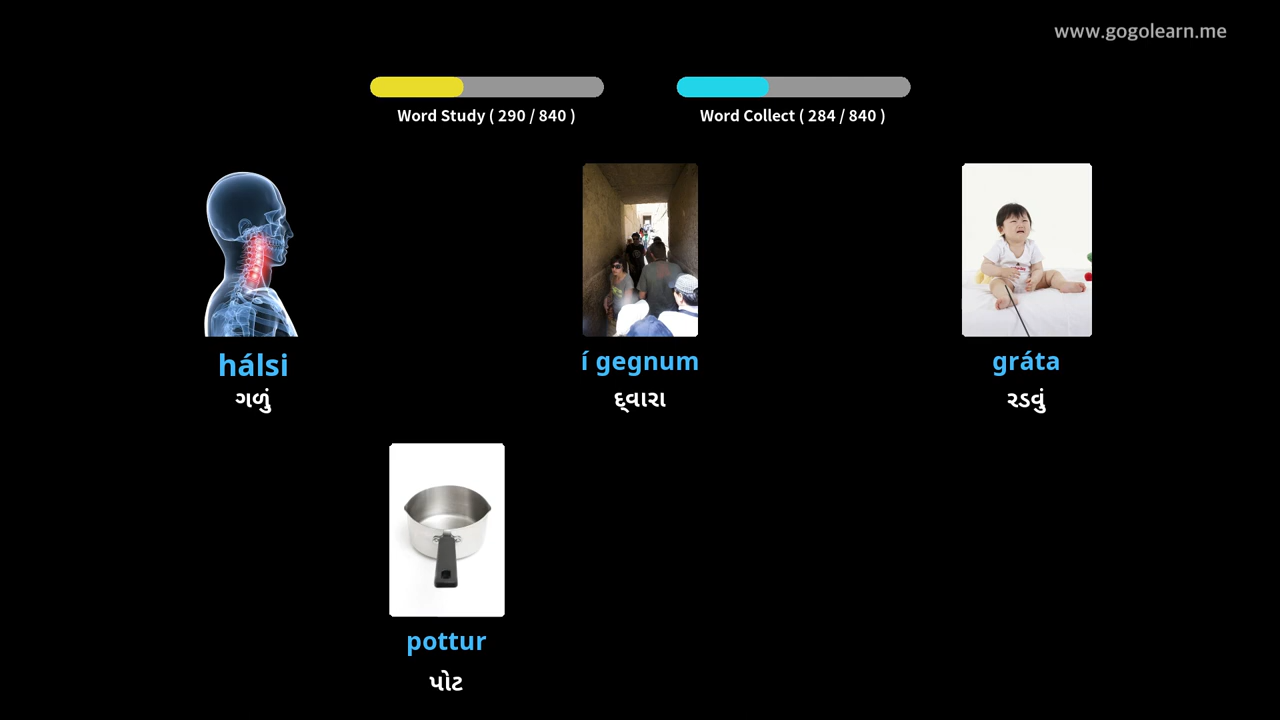 www.gogolearn.me
Word Study ( 290 / 840 )
Word Collect ( 284 / 840 )
hálsi
ગળું
í gegnum
દ્વારા
gráta
રડવું
pottur
પોટ